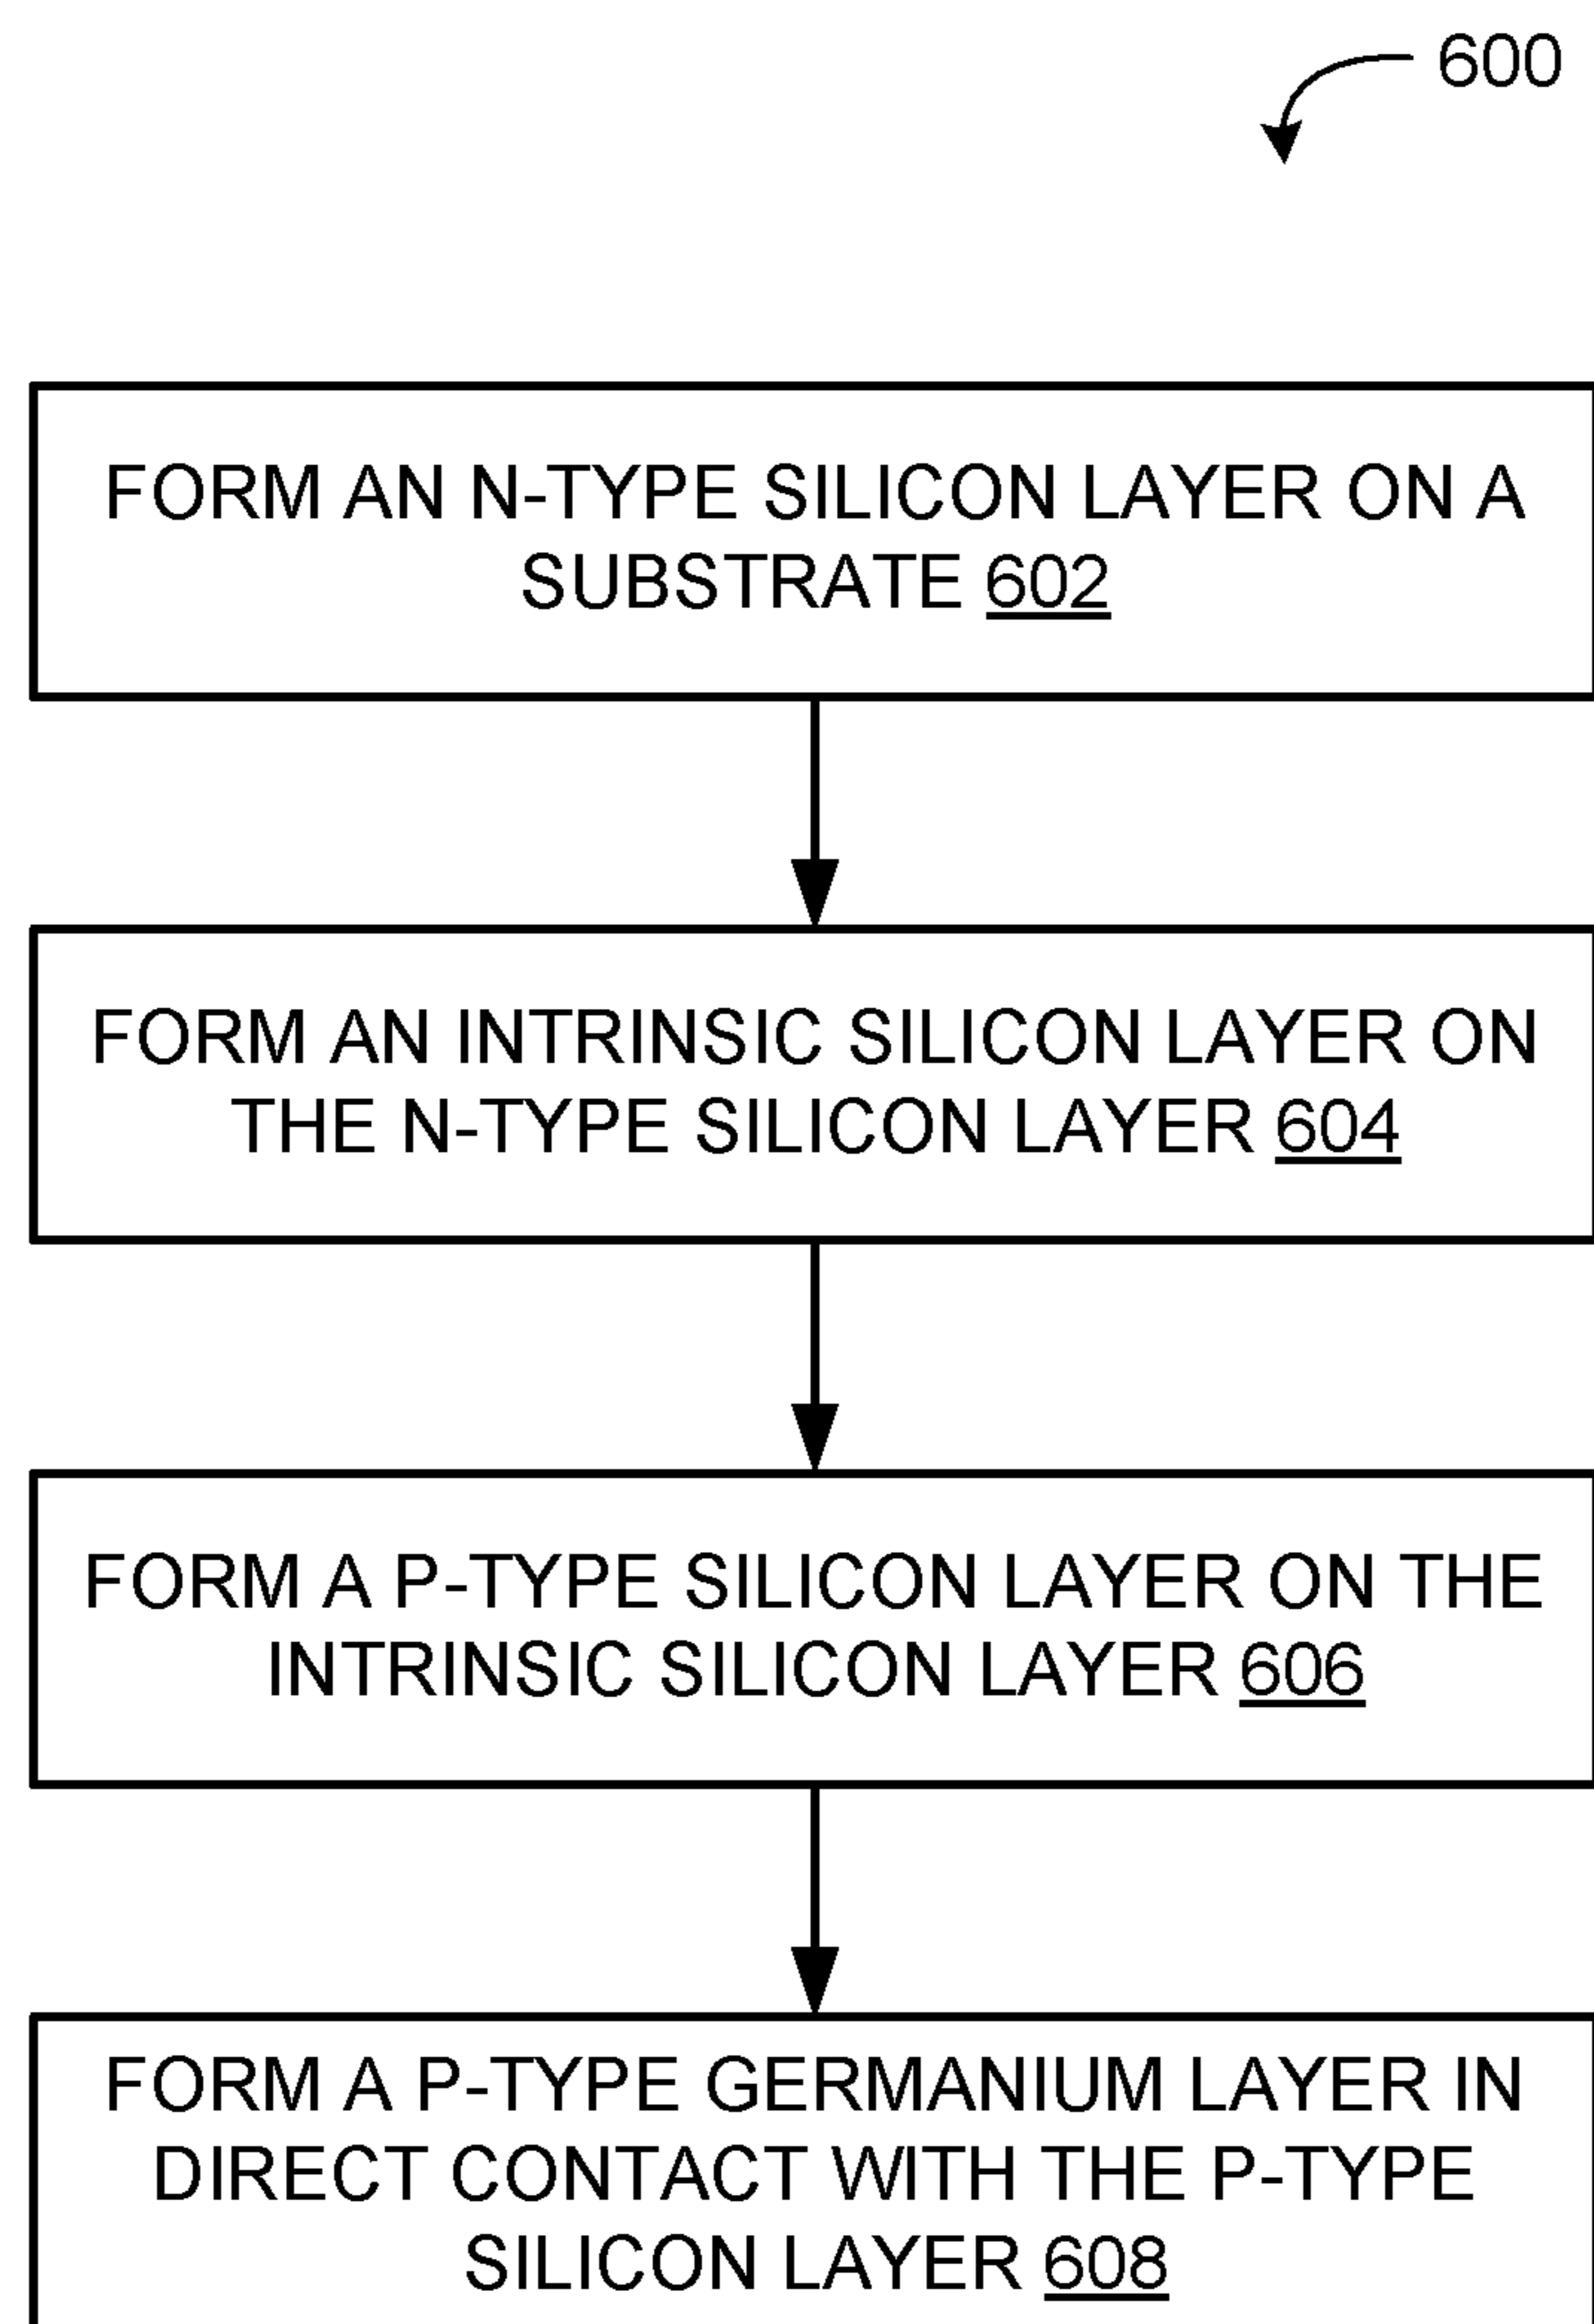 600
FORM AN N-TYPE SILICON LAYER ON A
SUBSTRATE 602
FORM AN INTRINSIC SILICON LAYER ON
THE N-TYPE SILICON LAYER 604
FORM A P-TYPE SILICON LAYER ON THE
INTRINSIC SILICON LAYER 606
FORM A P-TYPE GERMANIUM LAYER IN
DIRECT CONTACT WITH THE P-TYPE
SILICON LAYER 608